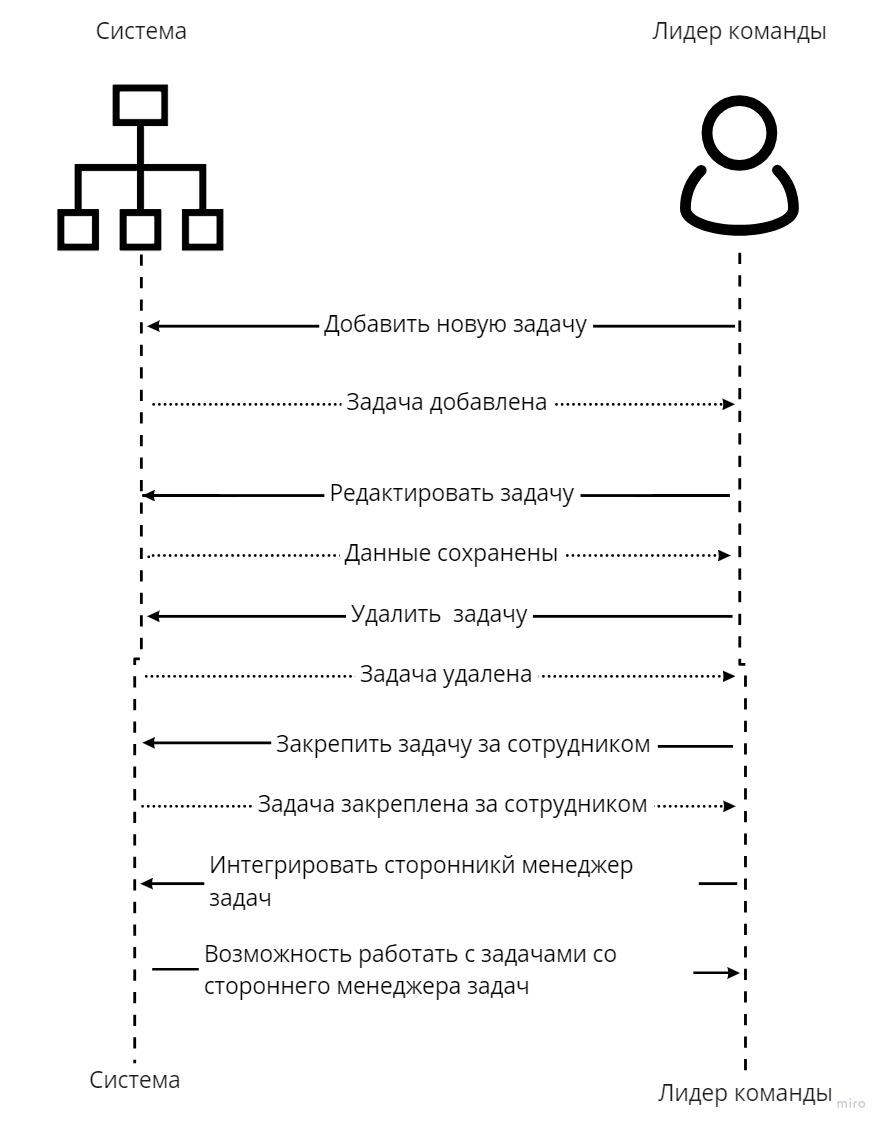 Система
Лидер команды
Добавить новую задачу
Задача добавлена
Редактировать задачу
Данные сохранены
Удалить задачу
Задача удалена
Закрепить задачу за сотрудником
Задача закреплена за сотрудником
Интегрировать сторонникй менеджер
задач
Возможность работать с задачами со
стороннего менеджера задач
Система
Лидер команды
miro